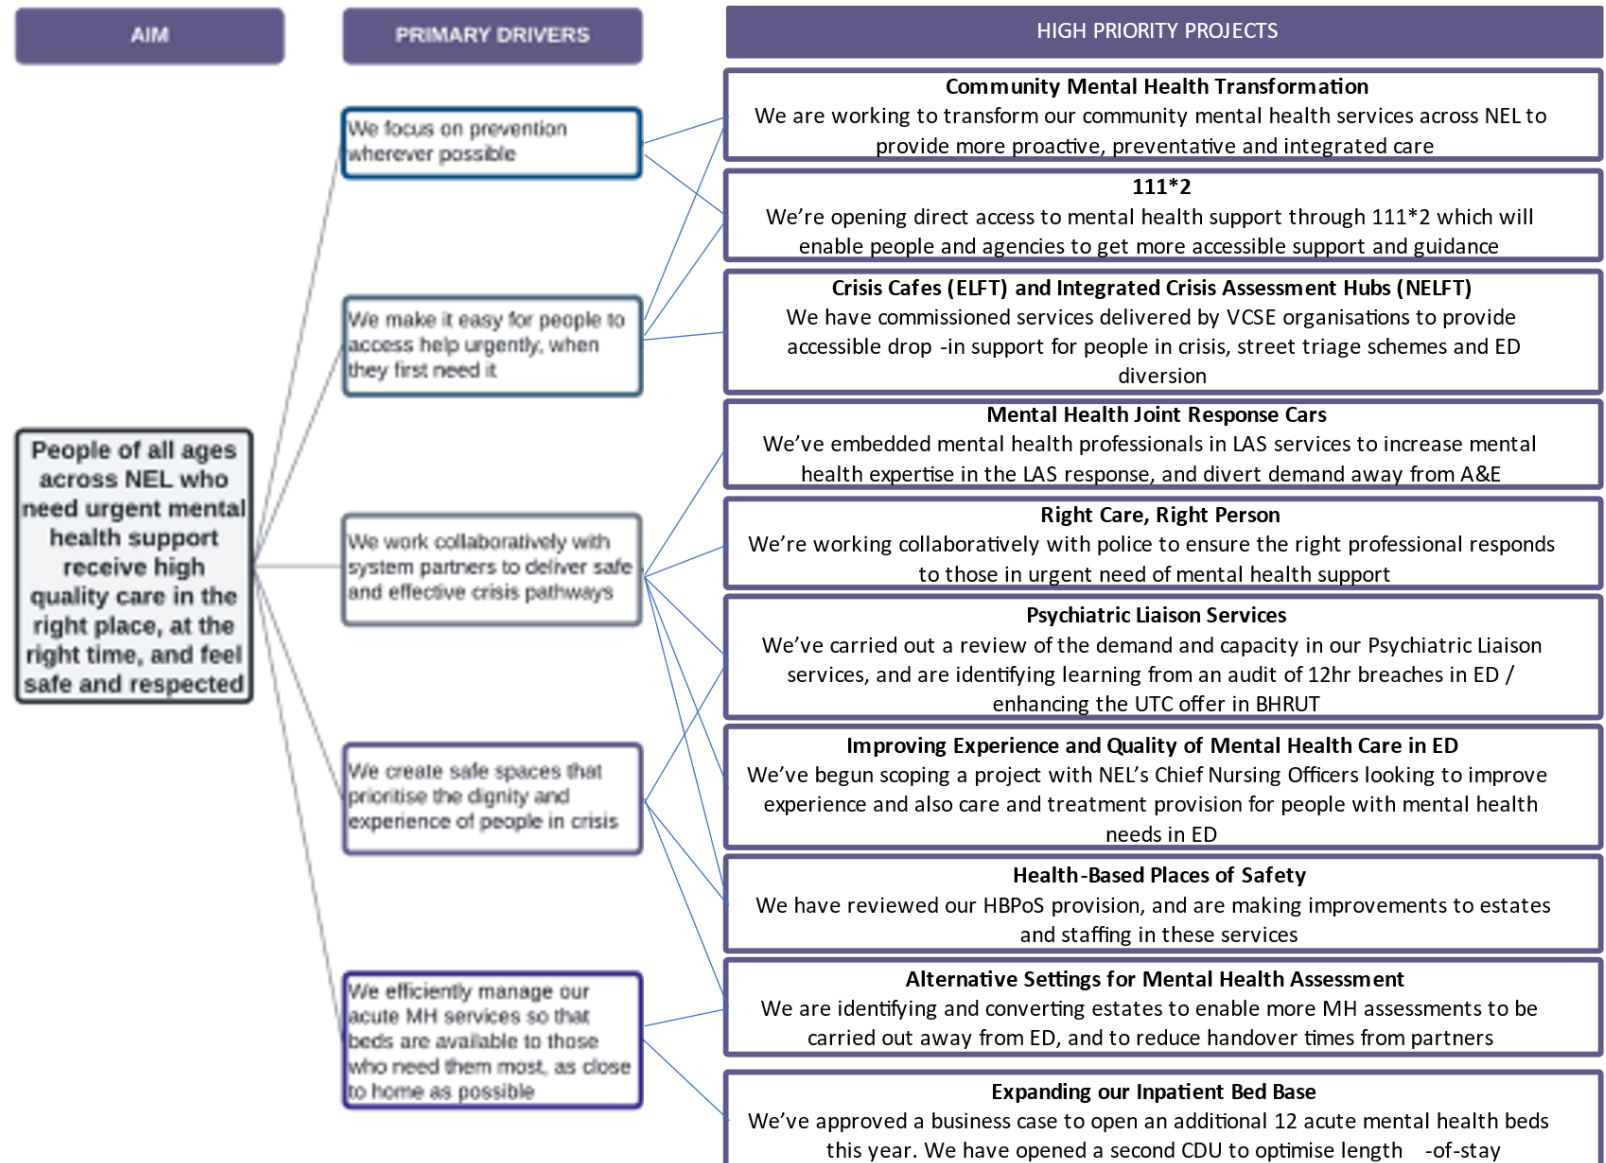 AIM
PRIMARY DRIVERS
HIGH PRIORITY PROJECTS
People of all ages
across NEL who
need urgent mental
health support
receive high
quality care in the
right place, at the
right time, and feel
safe and respected
We focus on prevention
wherever possible
We make it easy for people to
access help urgently, when
they first need it
We work collaboratively with
system partners to deliver safe
and effective crisis pathways
We create safe spaces that
prioritise the dignity and
experience of people in crisis
We efficiently manage our
acute MH services so that
beds are available to those
who need them most, as close
to home as possible
Community Mental Health Transformation
We are working to transform our community mental health services across NEL to
provide more proactive, preventative and integrated care
111*2
We’re opening direct access to mental health support through 111*2 which will
enable people and agencies to get more accessible support and guidance
Crisis Cafes (ELFT) and Integrated Crisis Assessment Hubs (NELFT)
We have commissioned services delivered by VCSE organisations to provide
accessible drop -in support for people in crisis, street triage schemes and ED
diversion
Mental Health Joint Response Cars
We’ve embedded mental health professionals in LAS services to increase mental
health expertise in the LAS response, and divert demand away from A&E
Right Care, Right Person
We’re working collaboratively with police to ensure the right professional responds
to those in urgent need of mental health support
Psychiatric Liaison Services
We’ve carried out a review of the demand and capacity in our Psychiatric Liaison
services, and are identifying learning from an audit of 12hr breaches in ED /
enhancing the UTC offer in BHRUT
Improving Experience and Quality of Mental Health Care in ED
We’ve begun scoping a project with NEL’s Chief Nursing Officers looking to improve
experience and also care and treatment provision for people with mental health
needs in ED
Health-Based Places of Safety
We have reviewed our HBPoS provision, and are making improvements to estates
and staffing in these services
Alternative Settings for Mental Health Assessment
We are identifying and converting estates to enable more MH assessments to be
carried out away from ED, and to reduce handover times from partners
Expanding our Inpatient Bed Base
We’ve approved a business case to open an additional 12 acute mental health beds
this year. We have opened a second CDU to optimise length -of-stay